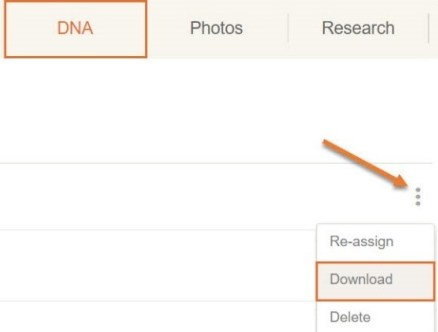 DNA Photos Research
Re-assign
Download
Delete